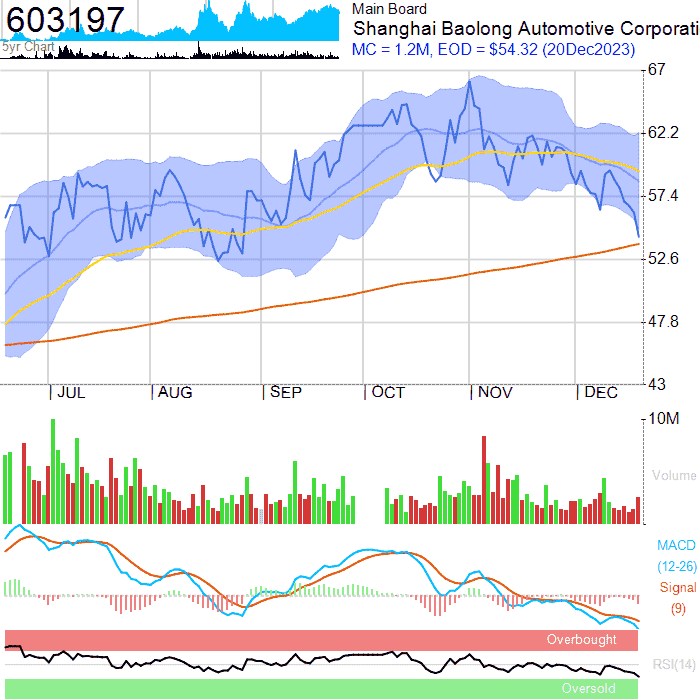 603197
5yr Chart
Main Board
Shanghai Baolong Automotive Corporati
MC = 1.2M, EOD = $54.32 (20Dec2023)
67
62.2
57.4
52.6
47.8
43
JUL
AUG
SEP
OCT
NOV
DEC
10M
Volume
MACD
(12-26)
Signal
(9)
Overbought
RSI(14)
Oversold